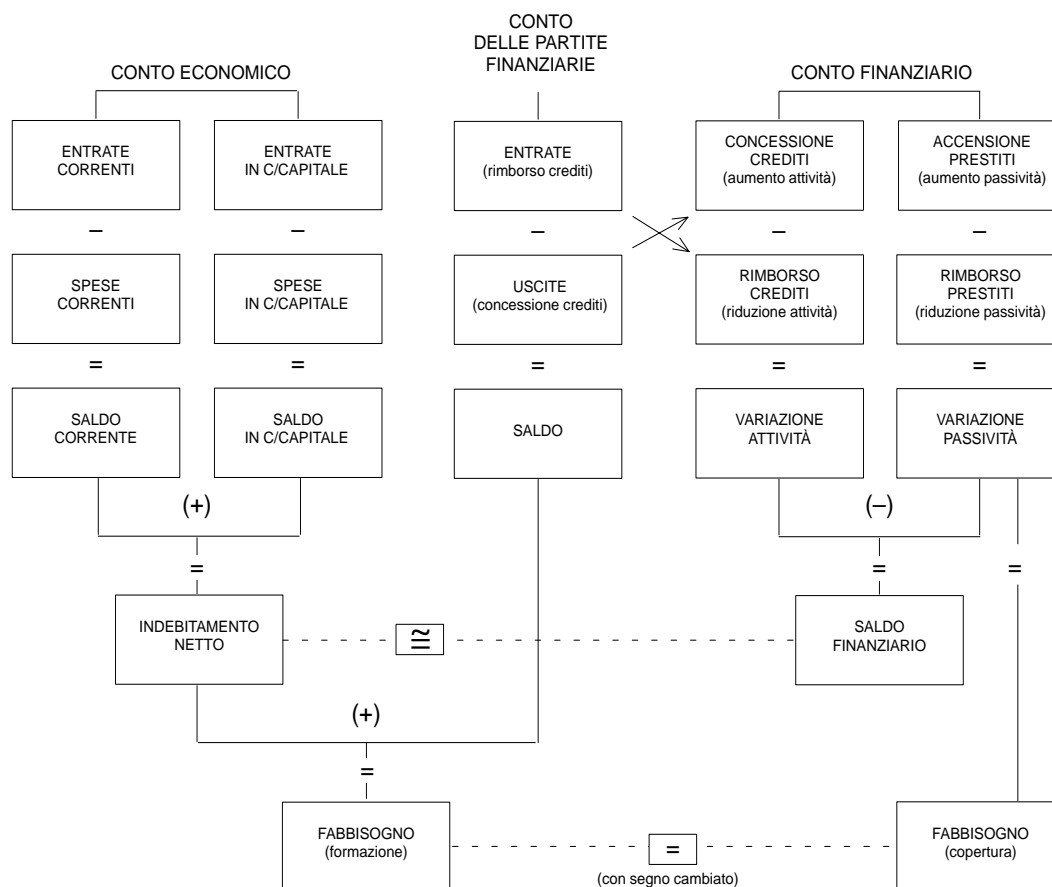 CONTO
DELLE PARTITE
FINANZIARIE
CONTO ECONOMICO
CONTO FINANZIARIO
ENTRATE
CORRENTI
ENTRATE
IN C/CAPITALE
ENTRATE
(rimborso crediti)
CONCESSIONE
CREDITI
(aumento attività)
ACCENSIONE
PRESTITI
(aumento passività)
– – – – –
SPESE
CORRENTI
SPESE
IN C/CAPITALE
USCITE
(concessione crediti)
RIMBORSO
CREDITI
(riduzione attività)
RIMBORSO
PRESTITI
(riduzione passività)
= = = = =
SALDO
CORRENTE
SALDO
IN C/CAPITALE
SALDO
VARIAZIONE
ATTIVITÀ
VARIAZIONE
PASSIVITÀ
(+) (–)
= = =
INDEBITAMENTO
NETTO
≅
SALDO
FINANZIARIO
(+)
=
FABBISOGNO
(formazione)
=
(con segno cambiato)
FABBISOGNO
(copertura)